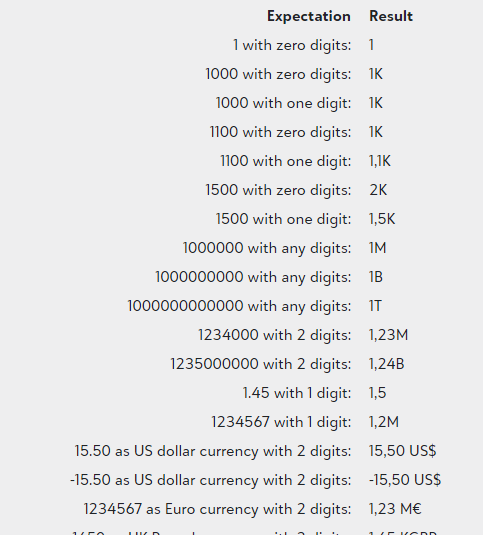 Expectation Result
1 with zero digits: 1
1000 with zero digits: 1K
1000 with one digit: 1K
1100 with zero digits: 1K
1100 with one digit: 1,1K
1500 with zero digits: 2K
1500 with one digit: 1,5K
1000000 with any digits: 1M
1000000000 with any digits: 1B
1000000000000 with any digits: 1T
1234000 with 2 digits: 1,23M
1235000000 with 2 digits: 1,24B
1.45 with 1 digit: 1,5
1234567 with 1 digit: 1,2M
15.50 as US dollar currency with 2 digits: 15,50 US$
-15.50 as US dollar currency with 2 digits: -15,50 US$
1234567 as Euro currency with 2 digits: 1,23 M€